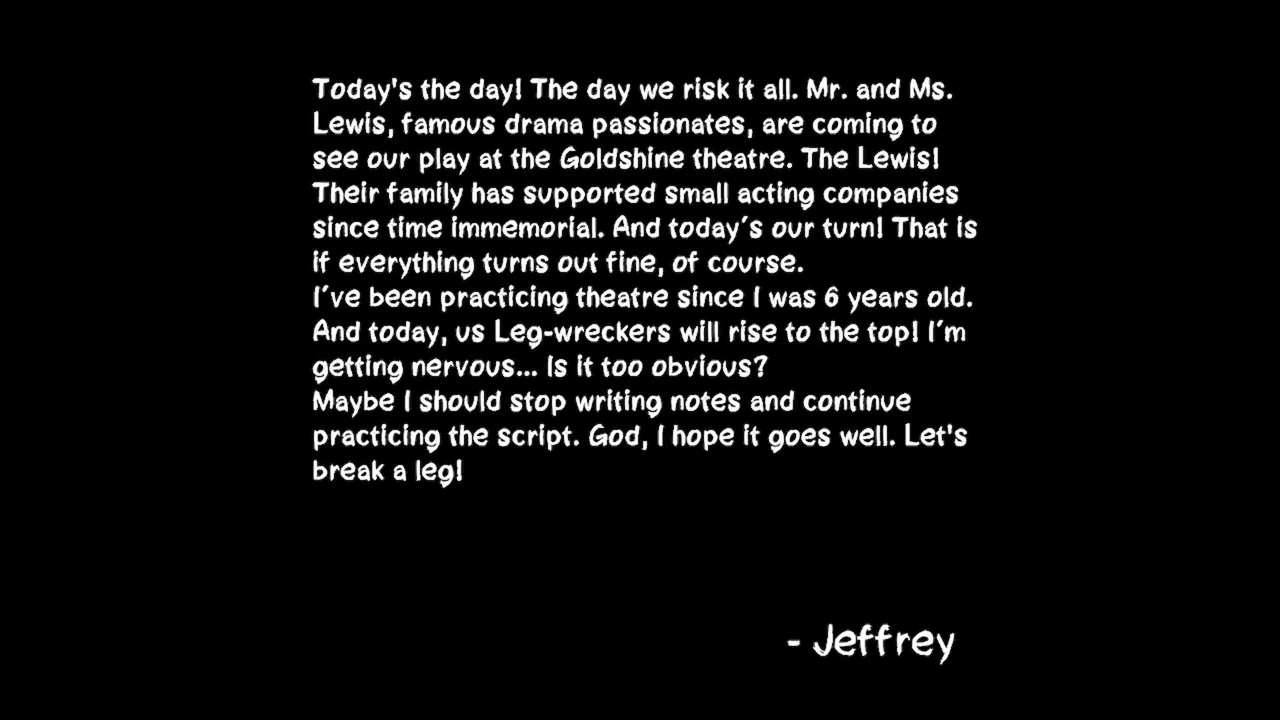 Today's the day! The day we risk it all. Mr. and Ms.
Lewis, famous drama passionates, are coming to
see our play at the Goldshine theatre. The Lewis!
Their family has supported small acting companies
since time immemorial. And today´s our turn! That is
if everything turns out fine, of course.
I´ve been practicing theatre since I was 6 years old.
And today, us Leg-wreckers will rise to the top! I´m
getting nervous... Is it too obvious?
Maybe I should stop writing notes and continue
practicing the script. God, I hope it goes well. Let's
break a leg!
- Jeffrey